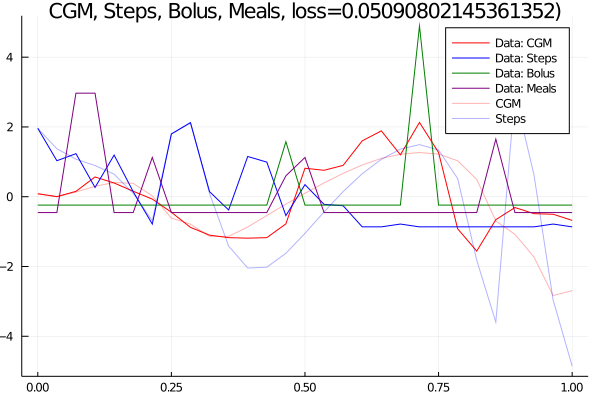 CGM, Steps, Bolus, Meals, loss=0.05090802145361352)
Data: CGM
Data: Steps
Data: Bolus
Data: Meals
CGM
Steps
4
2
0
−2
−4
0.00 0.25 0.50 0.75 1.00